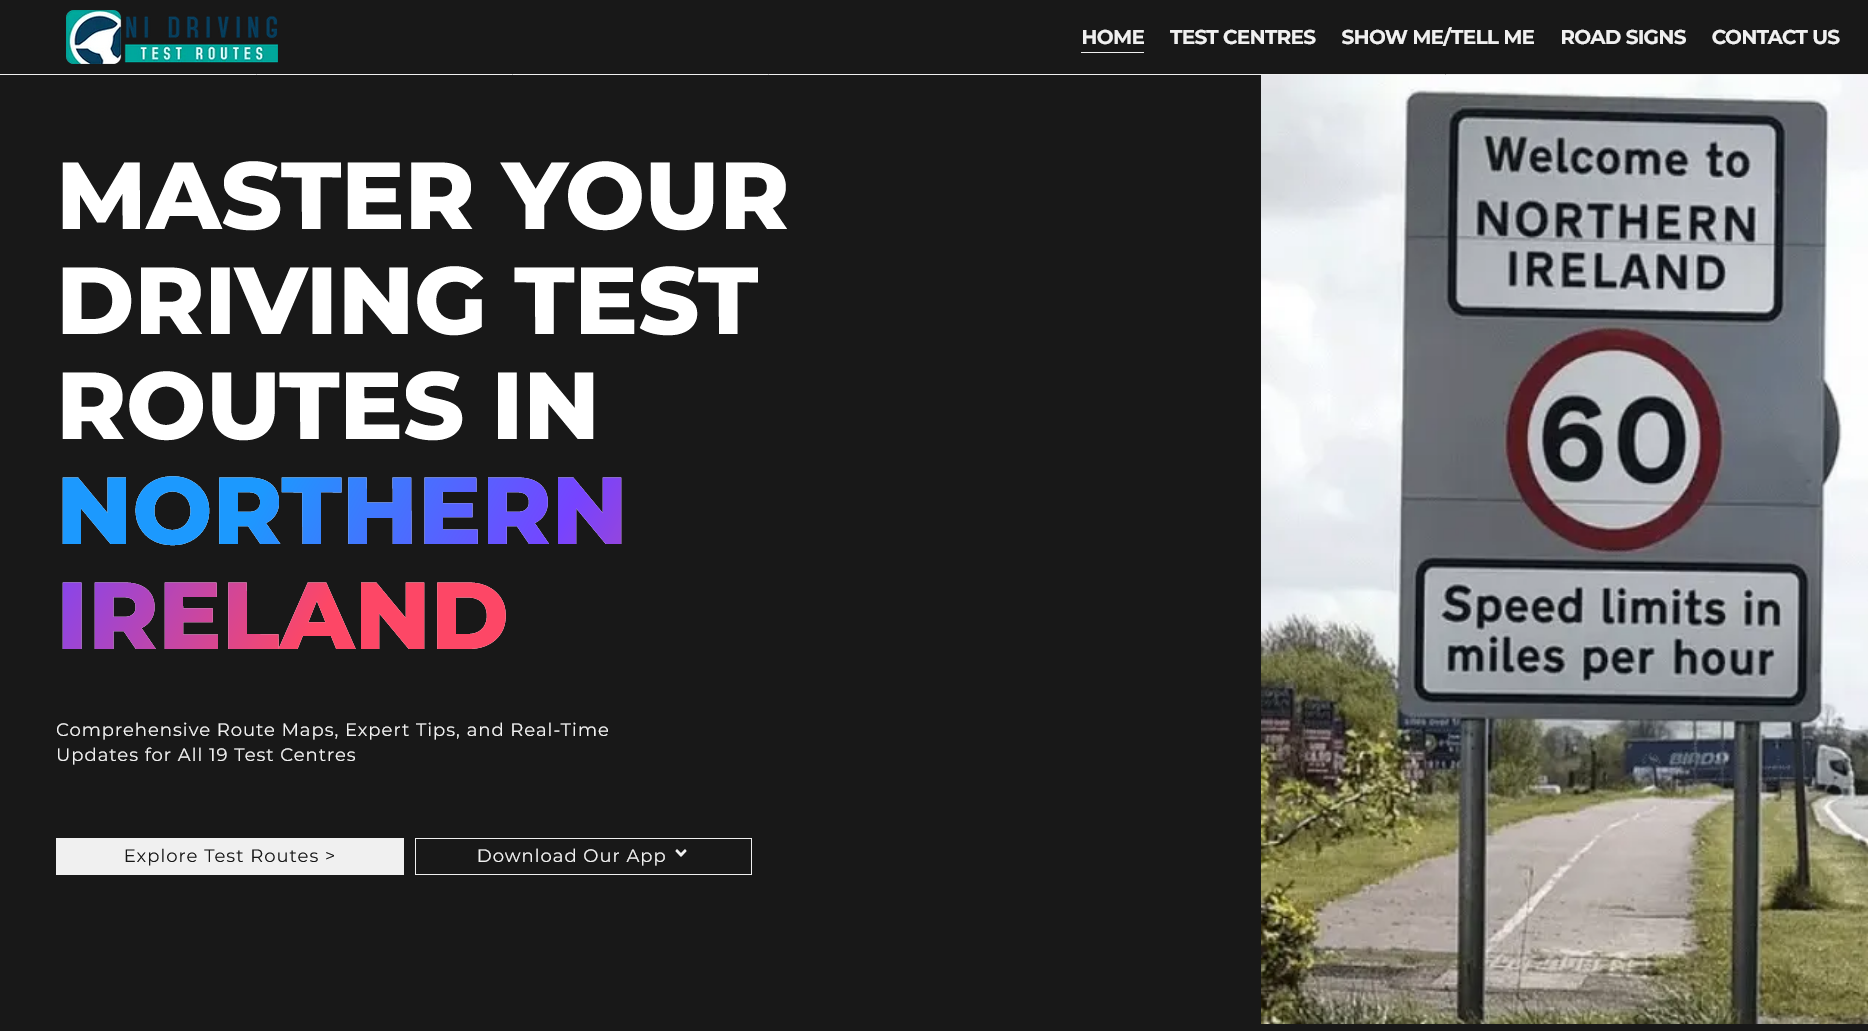 NI DRIVING
TEST ROUTES
HOME TEST CENTRES SHOW ME/TELL ME ROAD SIGNS CONTACT US
MASTER YOUR
DRIVING TEST
ROUTES IN
NORTHERN
IRELAND
Comprehensive Route Maps, Expert Tips, and Real-Time
Updates for All 19 Test Centres
Explore Test Routes >
Download Our App
Welcome to
NORTHERN
IRELAND
60
Speed limits in
miles per hour